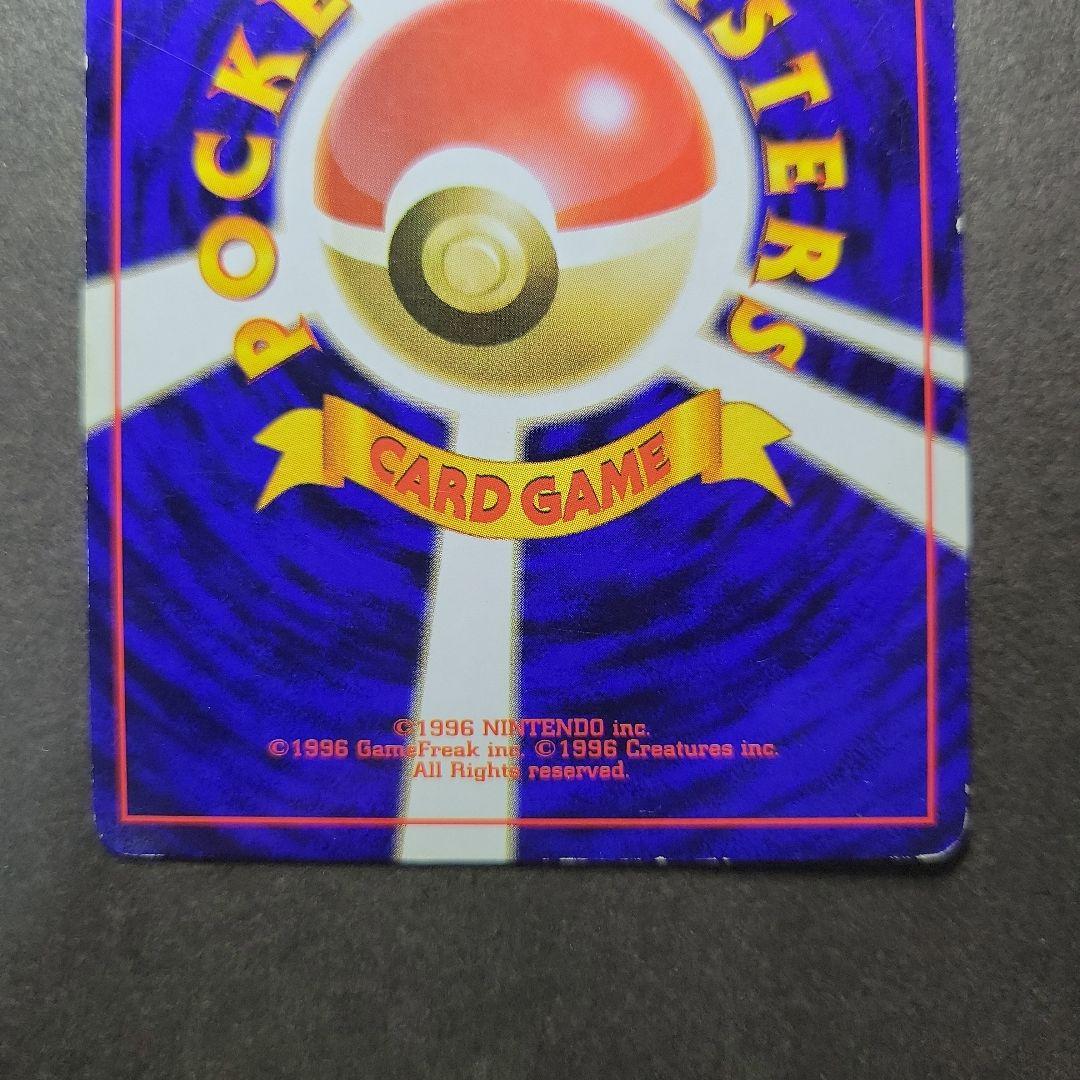 POCKE
STERS
CARD GAME
©1996 NINTENDO inc.
©1996 GameFreak inc. ©1996 Creatures inc.
All Rights reserved.